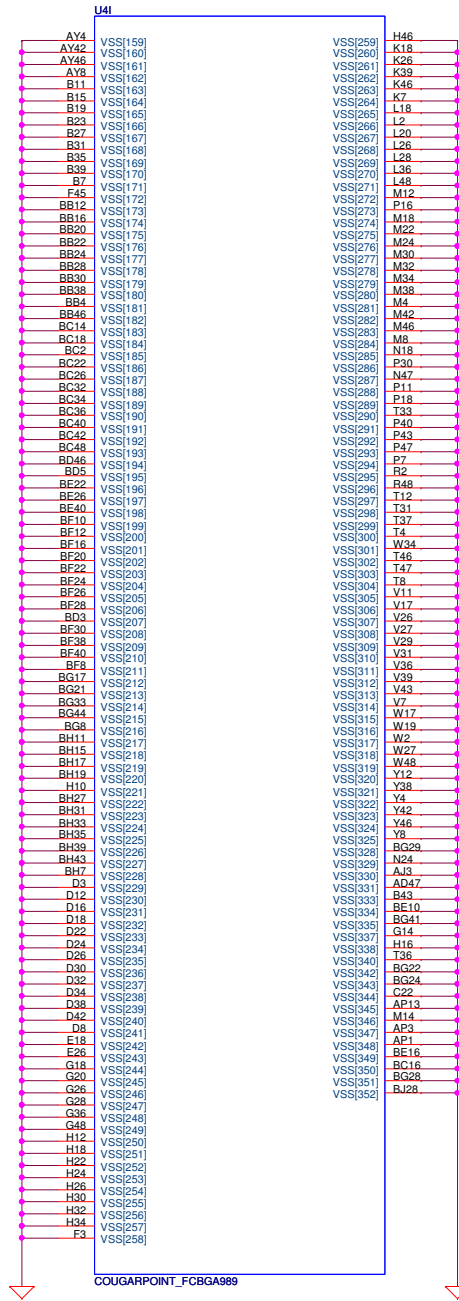 U4I
AY4 VSS[159]
AY42 VSS[160]
AY46 VSS[161]
AY8 VSS[162]
B11 VSS[163]
B15 VSS[164]
B19 VSS[165]
B23 VSS[166]
B27 VSS[167]
B31 VSS[168]
B35 VSS[169]
B39 VSS[170]
B7 VSS[171]
F45 VSS[172]
BB12 VSS[173]
BB16 VSS[174]
BB20 VSS[175]
BB22 VSS[176]
BB24 VSS[177]
BB28 VSS[178]
BB30 VSS[179]
BB38 VSS[180]
BB4 VSS[181]
BB46 VSS[182]
BC14 VSS[183]
BC18 VSS[184]
BC2 VSS[185]
BC22 VSS[186]
BC26 VSS[187]
BC32 VSS[188]
BC34 VSS[189]
BC36 VSS[190]
BC40 VSS[191]
BC42 VSS[192]
BC48 VSS[193]
BD46 VSS[194]
BD5 VSS[195]
BE22 VSS[196]
BE26 VSS[197]
BE40 VSS[198]
BF10 VSS[199]
BF12 VSS[200]
BF16 VSS[201]
BF20 VSS[202]
BF22 VSS[203]
BF24 VSS[204]
BF26 VSS[205]
BF28 VSS[206]
BD3 VSS[207]
BF30 VSS[208]
BF38 VSS[209]
BF40 VSS[210]
BF8 VSS[211]
BG17 VSS[212]
BG21 VSS[213]
BG33 VSS[214]
BG44 VSS[215]
BG8 VSS[216]
BH11 VSS[217]
BH15 VSS[218]
BH17 VSS[219]
BH19 VSS[220]
H10 VSS[221]
BH27 VSS[222]
BH31 VSS[223]
BH33 VSS[224]
BH35 VSS[225]
BH39 VSS[226]
BH43 VSS[227]
BH7 VSS[228]
D3 VSS[229]
D12 VSS[230]
D16 VSS[231]
D18 VSS[232]
D22 VSS[233]
D24 VSS[234]
D26 VSS[235]
D30 VSS[236]
D32 VSS[237]
D34 VSS[238]
D38 VSS[239]
D42 VSS[240]
D8 VSS[241]
E18 VSS[242]
E26 VSS[243]
G18 VSS[244]
G20 VSS[245]
G26 VSS[246]
G28 VSS[247]
G36 VSS[248]
G48 VSS[249]
H12 VSS[250]
H18 VSS[251]
H22 VSS[252]
H24 VSS[253]
H26 VSS[254]
H30 VSS[255]
H32 VSS[256]
H34 VSS[257]
F3 VSS[258]
VSS[259] H46
VSS[260] K18
VSS[261] K26
VSS[262] K39
VSS[263] K46
VSS[264] K7
VSS[265] L18
VSS[266] L2
VSS[267] L20
VSS[268] L26
VSS[269] L28
VSS[270] L36
VSS[271] L48
VSS[272] M12
VSS[273] P16
VSS[274] M18
VSS[275] M22
VSS[276] M24
VSS[277] M30
VSS[278] M32
VSS[279] M34
VSS[280] M38
VSS[281] M4
VSS[282] M42
VSS[283] M46
VSS[284] M8
VSS[285] N18
VSS[286] P30
VSS[287] N47
VSS[288] P11
VSS[289] P18
VSS[290] T33
VSS[291] P40
VSS[292] P43
VSS[293] P47
VSS[294] P7
VSS[295] R2
VSS[296] R48
VSS[297] T12
VSS[298] T31
VSS[299] T37
VSS[300] T4
VSS[301] W34
VSS[302] T46
VSS[303] T47
VSS[304] T8
VSS[305] V11
VSS[306] V17
VSS[307] V26
VSS[308] V27
VSS[309] V29
VSS[310] V31
VSS[311] V36
VSS[312] V39
VSS[313] V43
VSS[314] V7
VSS[315] W17
VSS[316] W19
VSS[317] W2
VSS[318] W27
VSS[319] W48
VSS[320] Y12
VSS[321] Y38
VSS[322] Y4
VSS[323] Y42
VSS[324] Y46
VSS[325] Y8
VSS[328] BG29
VSS[329] N24
VSS[330] AJ3
VSS[331] AD47
VSS[333] B43
VSS[334] BE10
VSS[335] BG41
VSS[337] G14
VSS[338] H16
VSS[340] T36
VSS[342] BG22
VSS[343] BG24
VSS[344] C22
VSS[345] AP13
VSS[346] M14
VSS[347] AP3
VSS[348] AP1
VSS[349] BE16
VSS[350] BC16
VSS[351] BG28
VSS[352] BJ28
COUGARPOINT_FCBGA989